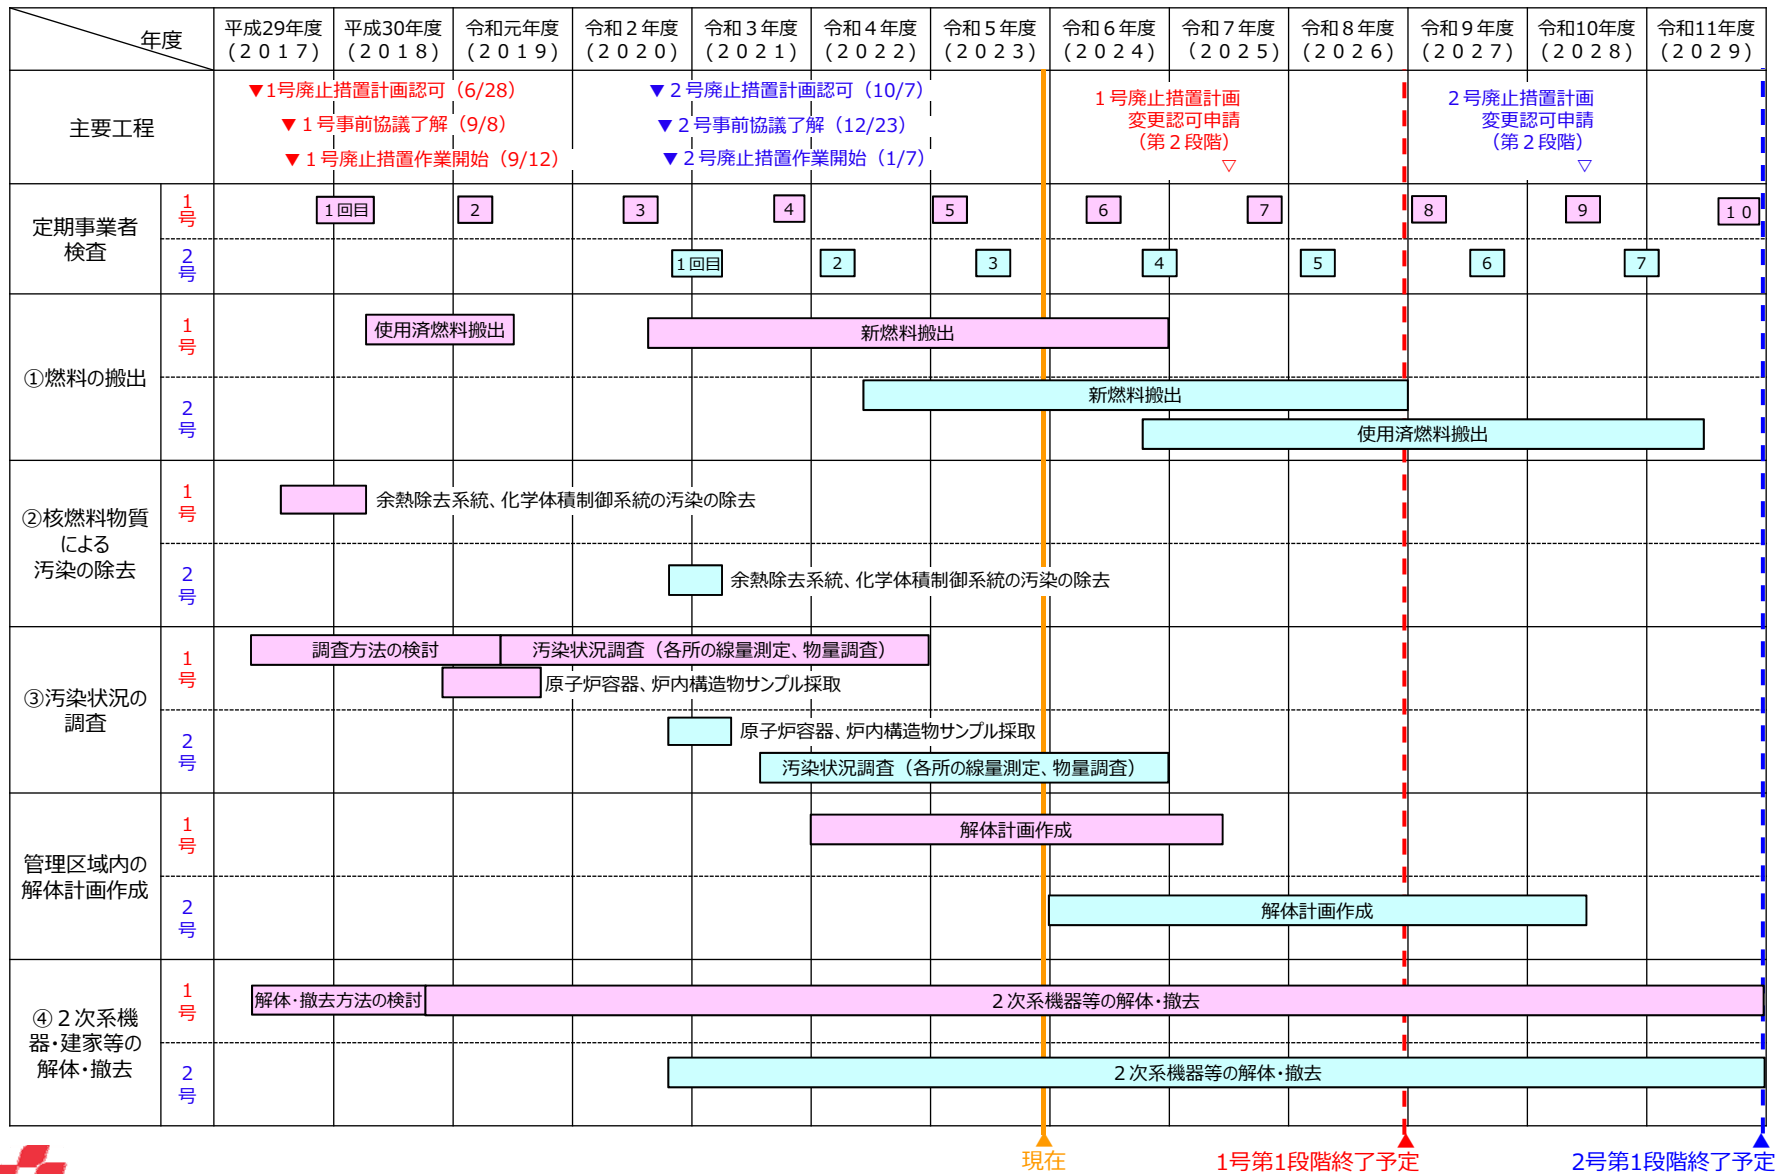 年度
平成29年度 平成30年度 令和元年度 令和２年度 令和３年度 令和４年度 令和５年度 令和６年度 令和７年度 令和８年度 令和９年度 令和10年度 令和11年度
(２０１７) (２０１８) (２０１９) (２０２０) (２０２１) (２０２２) (２０２３) (２０２４) (２０２５) (２０２６) (２０２７) (２０２８) (２０２９)
主要工程
▼1号廃止措置計画認可（6/28）
▼１号事前協議了解（9/8）
▼１号廃止措置作業開始（9/12）
▼２号廃止措置計画認可（10/7）
▼２号事前協議了解（12/23）
▼２号廃止措置作業開始（1/7）
１号廃止措置計画
変更認可申請
（第２段階）
▽
２号廃止措置計画
変更認可申請
（第２段階）
▽
定期事業者
検査
1号
１回目 2 3 4 5 6 7 8 9 １０
2号
１回目 2 3 4 5 6 7
①燃料の搬出
1号
使用済燃料搬出 新燃料搬出
2号
新燃料搬出
使用済燃料搬出
②核燃料物質
による
汚染の除去
1号
余熱除去系統、化学体積制御系統の汚染の除去
2号
余熱除去系統、化学体積制御系統の汚染の除去
③汚染状況の
調査
1号
調査方法の検討 汚染状況調査（各所の線量測定、物量調査）
原子炉容器、炉内構造物サンプル採取
2号
原子炉容器、炉内構造物サンプル採取
汚染状況調査（各所の線量測定、物量調査）
管理区域内の
解体計画作成
1号
解体計画作成
2号
解体計画作成
④２次系機
器・建家等の
解体・撤去
1号
解体・撤去方法の検討 ２次系機器等の解体・撤去
2号
２次系機器等の解体・撤去
現在 1号第1段階終了予定 2号第1段階終了予定